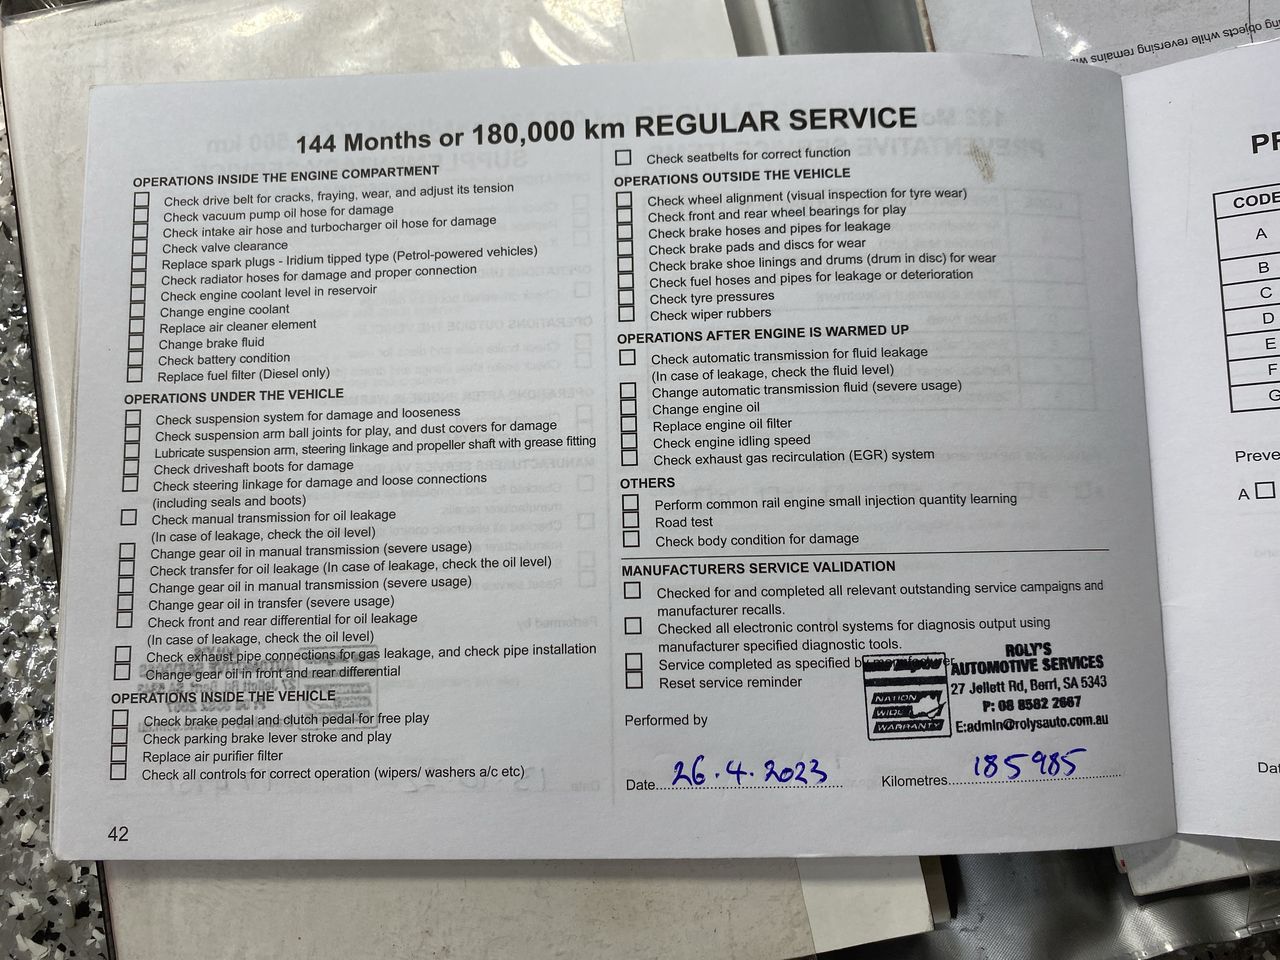 144 Months or 180,000 km REGULAR SERVICE
OPERATIONS INSIDE THE ENGINE COMPARTMENT
Check drive belt for cracks, fraying, wear, and adjust its tension
Check vacuum pump oil hose for damage
Check intake air hose and turbocharger oil hose for damage
Check valve clearance
Replace spark plugs - Iridium tipped type (Petrol-powered vehicles)
Check radiator hoses for damage and proper connection
Check engine coolant level in reservoir
Change engine coolant
Replace air cleaner element
Change brake fluid
Check battery condition
Replace fuel filter (Diesel only)
OPERATIONS UNDER THE VEHICLE
Check suspension system for damage and looseness
Check suspension arm ball joints for play, and dust covers for damage
Lubricate suspension arm, steering linkage and propeller shaft with grease fitting
Check driveshaft boots for damage
Check steering linkage for damage and loose connections
(including seals and boots)
Check manual transmission for oil leakage
(In case of leakage, check the oil level)
Change gear oil in manual transmission (severe usage)
Check transfer for oil leakage (In case of leakage, check the oil level)
Change gear oil in manual transmission (severe usage)
Change gear oil in transfer (severe usage)
Check front and rear differential for oil leakage
(In case of leakage, check the oil level)
Check exhaust pipe connections for gas leakage, and check pipe installation
Change gear oil in front and rear differential
OPERATIONS INSIDE THE VEHICLE
Check brake pedal and clutch pedal for free play
Check parking brake lever stroke and play
Replace air purifier filter
Check all controls for correct operation (wipers/ washers a/c etc)
42
Check seatbelts for correct function
OPERATIONS OUTSIDE THE VEHICLE
Check wheel alignment (visual inspection for tyre wear)
Check front and rear wheel bearings for play
Check brake hoses and pipes for leakage
Check brake pads and discs for wear
Check brake shoe linings and drums (drum in disc) for wear
Check fuel hoses and pipes for leakage or deterioration
Check tyre pressures
Check wiper rubbers
OPERATIONS AFTER ENGINE IS WARMED UP
Check automatic transmission for fluid leakage
(In case of leakage, check the fluid level)
Change automatic transmission fluid (severe usage)
Change engine oil
Replace engine oil filter
Check engine idling speed
Check exhaust gas recirculation (EGR) system
OTHERS
Perform common rail engine small injection quantity learning
Road test
Check body condition for damage
MANUFACTURERS SERVICE VALIDATION
Checked for and completed all relevant outstanding service campaigns and
manufacturer recalls.
Checked all electronic control systems for diagnosis output using
manufacturer specified diagnostic tools.
Service completed as specified by manufacturer
Reset service reminder
NATION
WIDE
WARRANTY
ROLY'S
AUTOMOTIVE SERVICES
27 Jellett Rd, Berri, SA 5343
P: 08 8582 2667
E:admin@rolysauto.com.au
Performed by
Date 26.4.2023 Kilometres 185985
CODE
A
B
C
D
E
F
G
A
objects while reversing remains